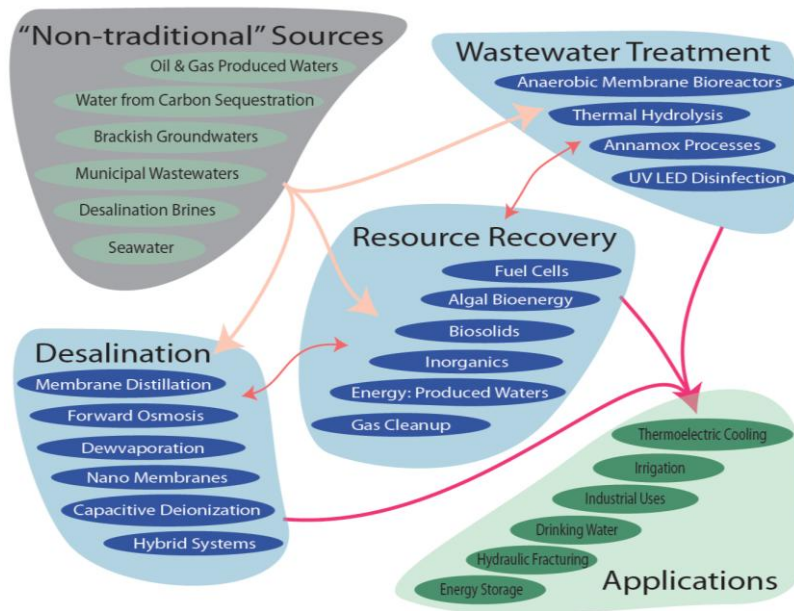 “Non-traditional” Sources
Oil & Gas Produced Waters
Water from Carbon Sequestration
Brackish Groundwaters
Municipal Wastewaters
Desalination Brines
Seawater
Wastewater Treatment
Anaerobic Membrane Bioreactors
Thermal Hydrolysis
Annamox Processes
UV LED Disinfection
Resource Recovery
Fuel Cells
Algal Bioenergy
Biosolids
Inorganics
Energy: Produced Waters
Gas Cleanup
Desalination
Membrane Distillation
Forward Osmosis
Dewvaporation
Nano Membranes
Capacitive Deionization
Hybrid Systems
Thermoelectric Cooling
Irrigation
Industrial Uses
Drinking Water
Hydraulic Fracturing
Energy Storage
Applications